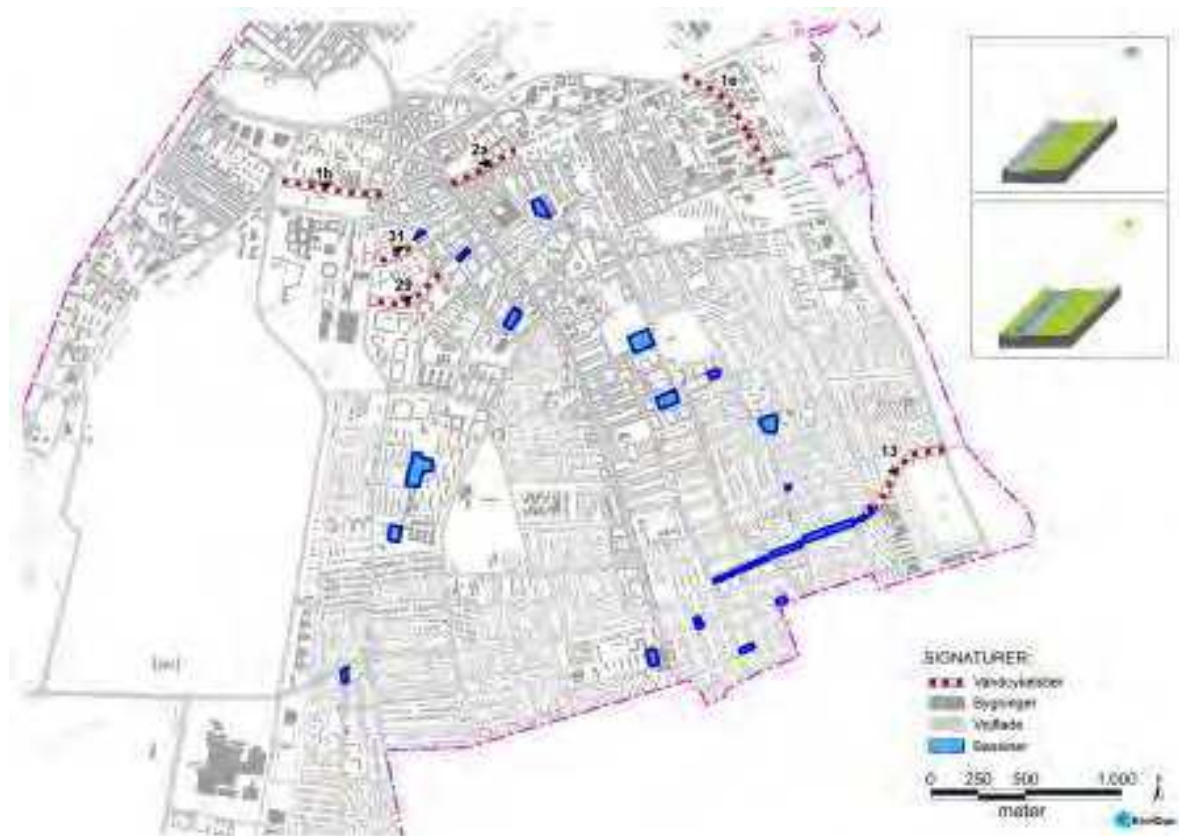 1a
2a
1b
31
29
13
SIGNATURER:
Bygninger
Vejflade
Bassiner
0 250 500 1.000
meter